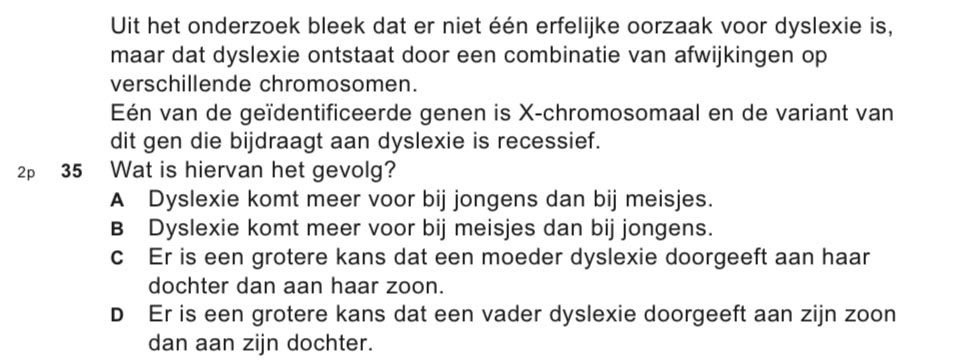 Uit het onderzoek bleek dat er niet één erfelijke oorzaak voor dyslexie is,
maar dat dyslexie ontstaat door een combinatie van afwijkingen op
verschillende chromosomen.
Eén van de geïdentificeerde genen is X-chromosomaal en de variant van
dit gen die bijdraagt aan dyslexie is recessief.
2p 35 Wat is hiervan het gevolg?
A Dyslexie komt meer voor bij jongens dan bij meisjes.
B Dyslexie komt meer voor bij meisjes dan bij jongens.
C Er is een grotere kans dat een moeder dyslexie doorgeeft aan haar
dochter dan aan haar zoon.
D Er is een grotere kans dat een vader dyslexie doorgeeft aan zijn zoon
dan aan zijn dochter.